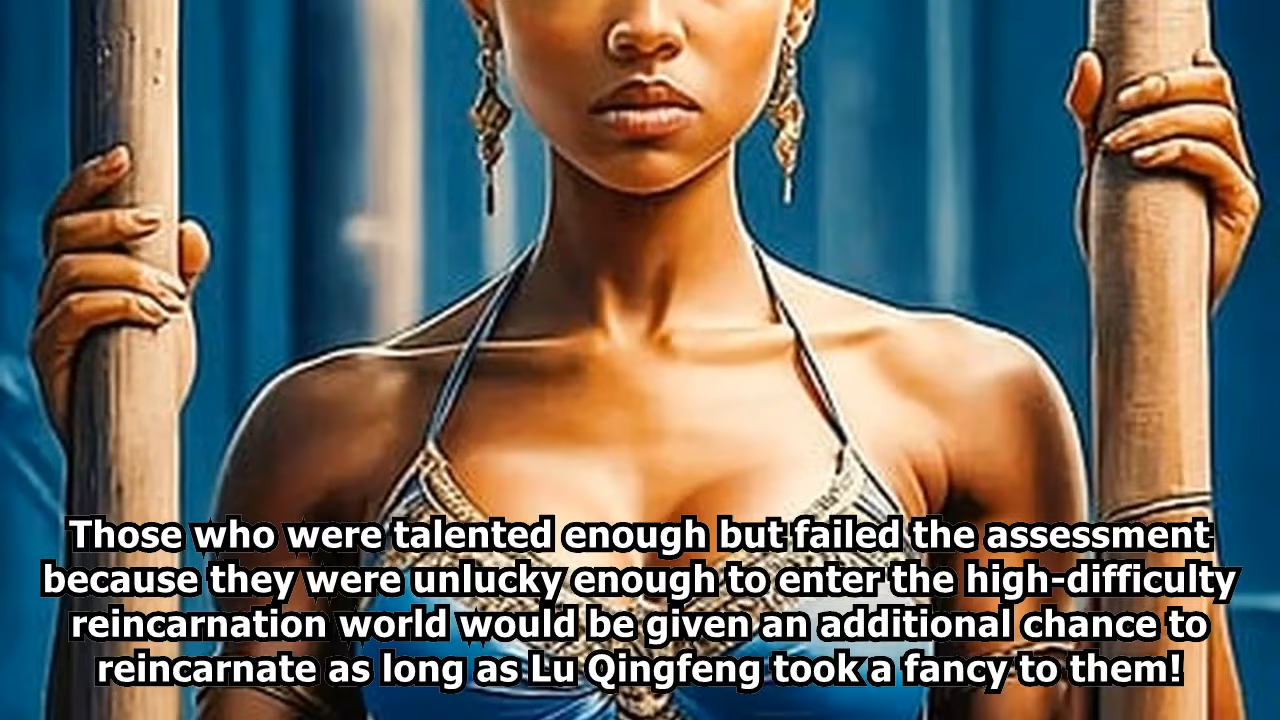 Those who were talented enough but failed the assessment
because they were unlucky enough to enter the high-difficulty
reincarnation world would be given an additional chance to
reincarnate as long as Lu Qingfeng took a fancy to them!